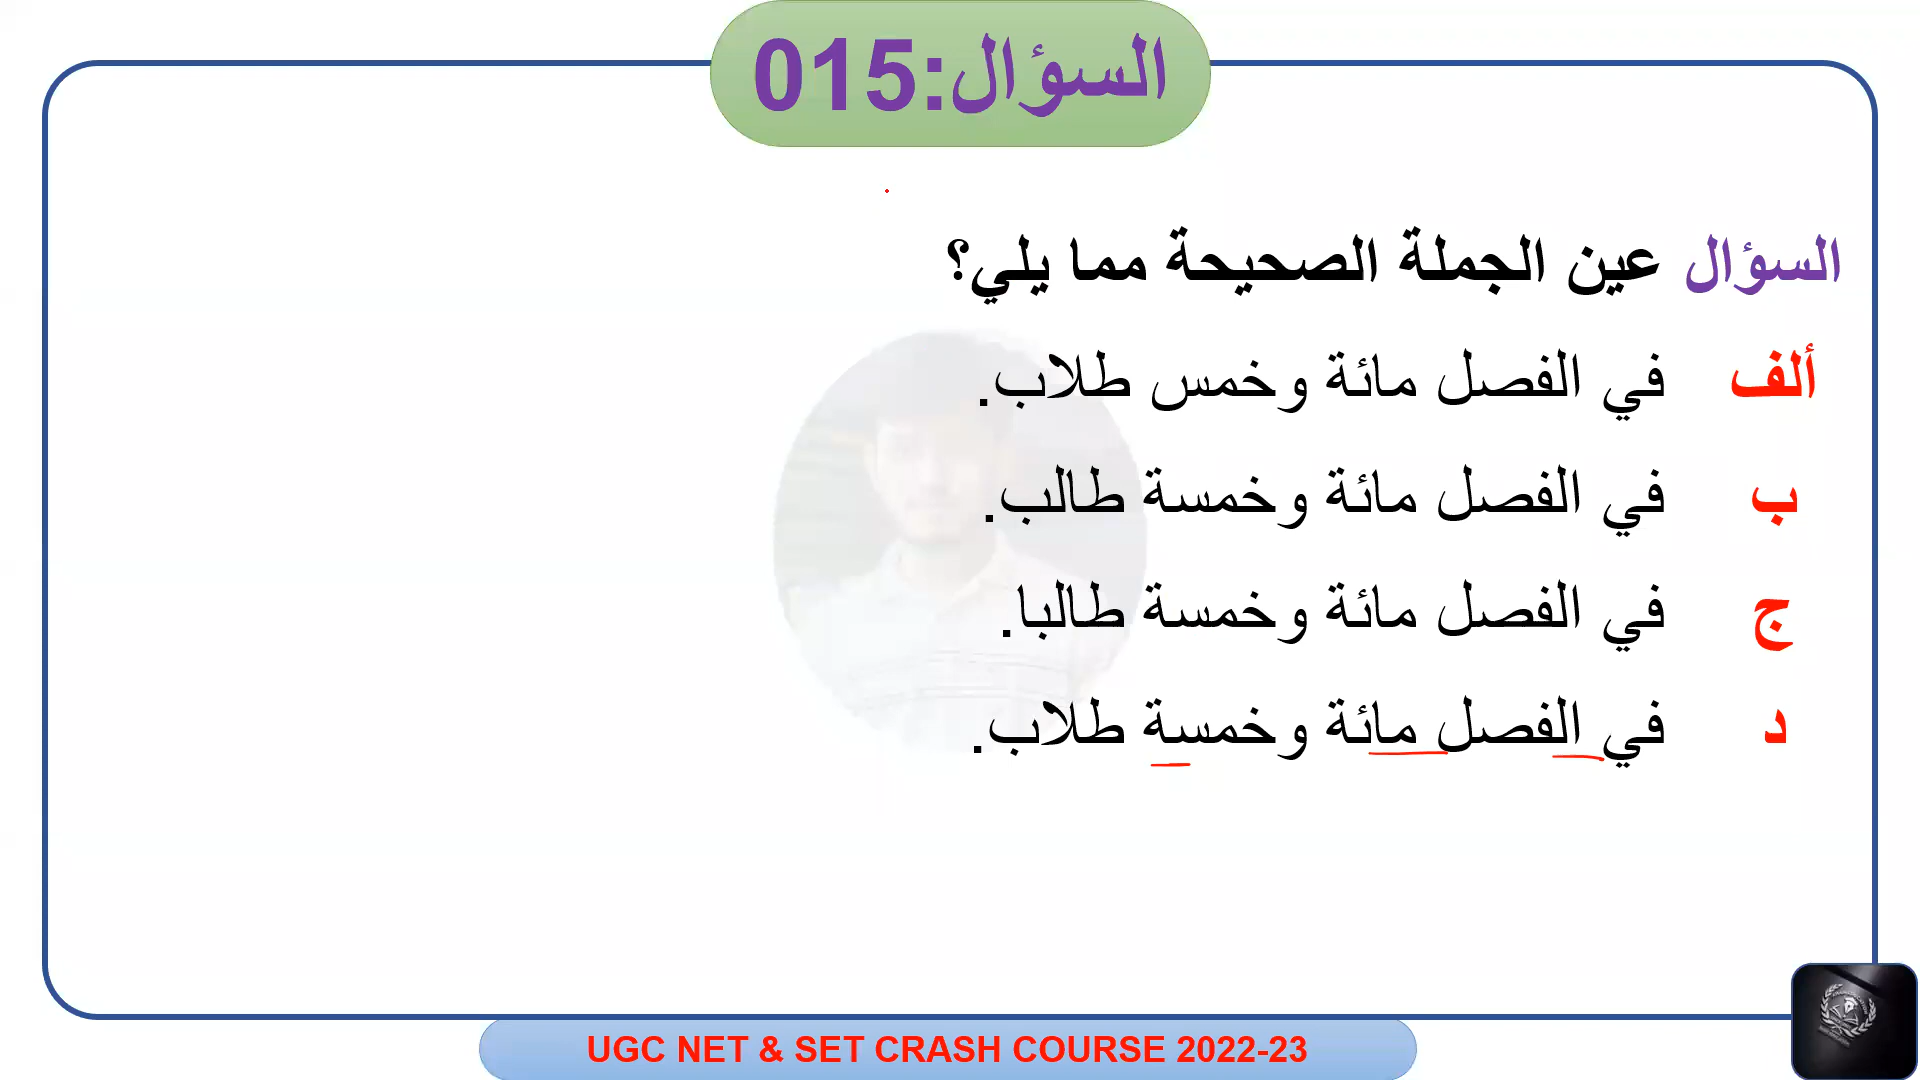 السؤال:015
السؤال عين الجملة الصحيحة مما يلي؟
ألف في الفصل مائة وخمس طلاب.
ب في الفصل مائة وخمسة طالب.
ج في الفصل مائة وخمسة طالبا.
د في الفصل مائة وخمسة طلاب.
UGC NET & SET CRASH COURSE 2022-23